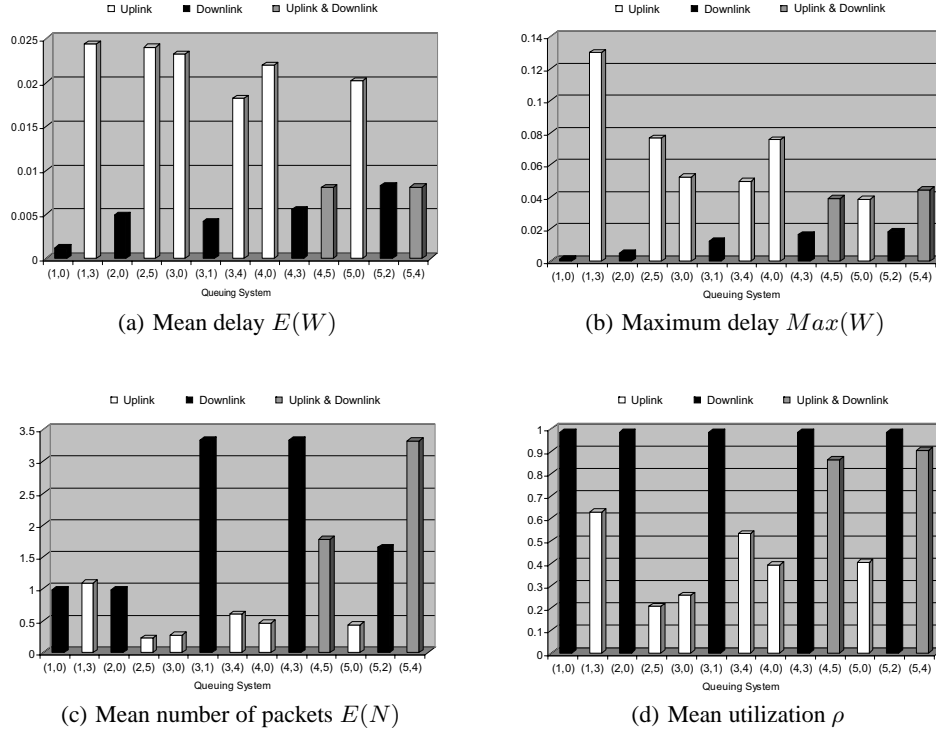 Uplink Downlink Uplink & Downlink
0.025
0.02
0.015
0.01
0.005
0
(1,0) (1,3) (2,0) (2,5) (3,0) (3,1) (3,4) (4,0) (4,3) (4,5) (5,0) (5,2) (5,4)
Queuing System
(a) Mean delay E(W)
Uplink Downlink Uplink & Downlink
0.14
0.12
0.1
0.08
0.06
0.04
0.02
0
(1,0) (1,3) (2,0) (2,5) (3,0) (3,1) (3,4) (4,0) (4,3) (4,5) (5,0) (5,2) (5,4)
Queuing System
(b) Maximum delay Max(W)
Uplink Downlink Uplink & Downlink
3.5
3
2.5
2
1.5
1
0.5
0
(1,0) (1,3) (2,0) (2,5) (3,0) (3,1) (3,4) (4,0) (4,3) (4,5) (5,0) (5,2) (5,4)
Queuing System
(c) Mean number of packets E(N)
Uplink Downlink Uplink & Downlink
1
0.9
0.8
0.7
0.6
0.5
0.4
0.3
0.2
0.1
0
(1,0) (1,3) (2,0) (2,5) (3,0) (3,1) (3,4) (4,0) (4,3) (4,5) (5,0) (5,2) (5,4)
Queuing System
(d) Mean utilization ρ